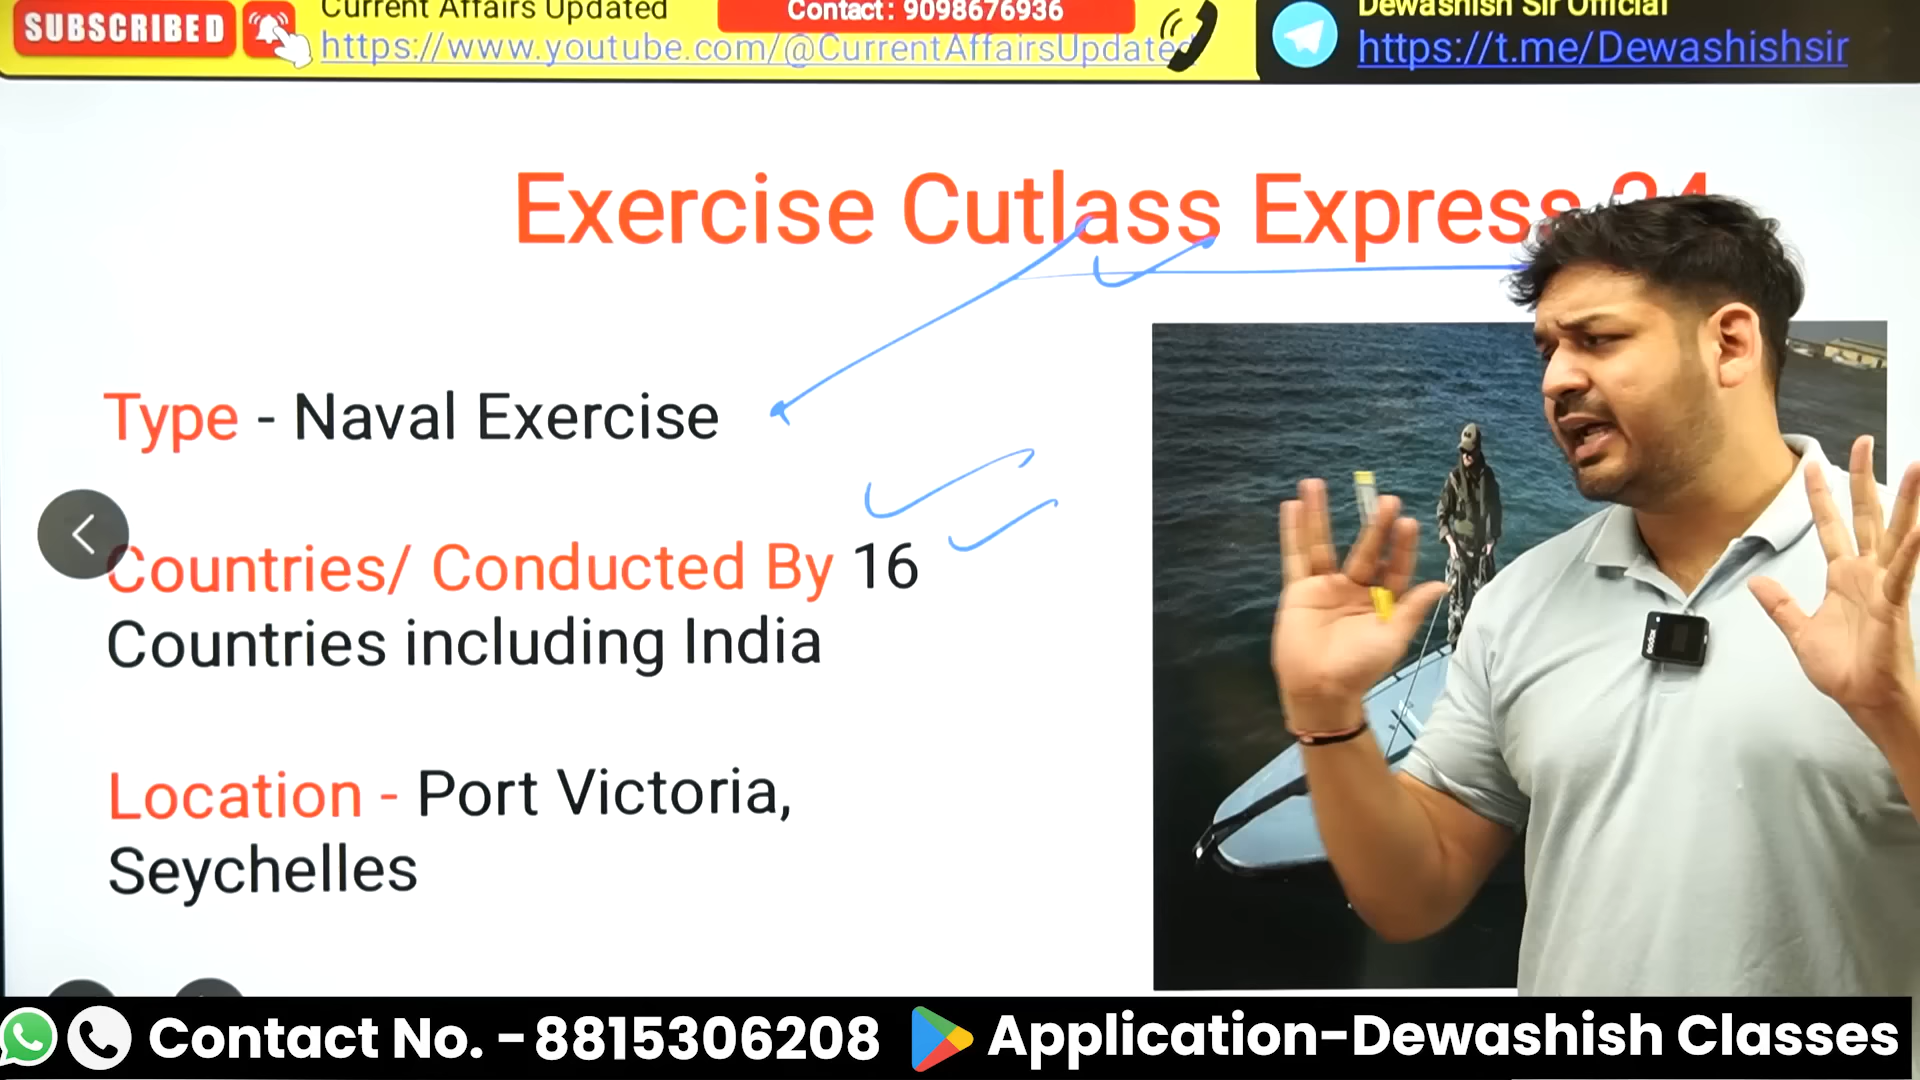 SUBSCRIBED
Current Affairs Updated
https://www.youtube.com/@CurrentAffairsUpdated
Contact: 9098676936
Dewashish Sir Official
https://t.me/Dewashishsir
Exercise Cutlass Express 24
Type - Naval Exercise
Countries/ Conducted By 16
Countries including India
Location - Port Victoria,
Seychelles
Contact No. - 8815306208
Application-Dewashish Classes